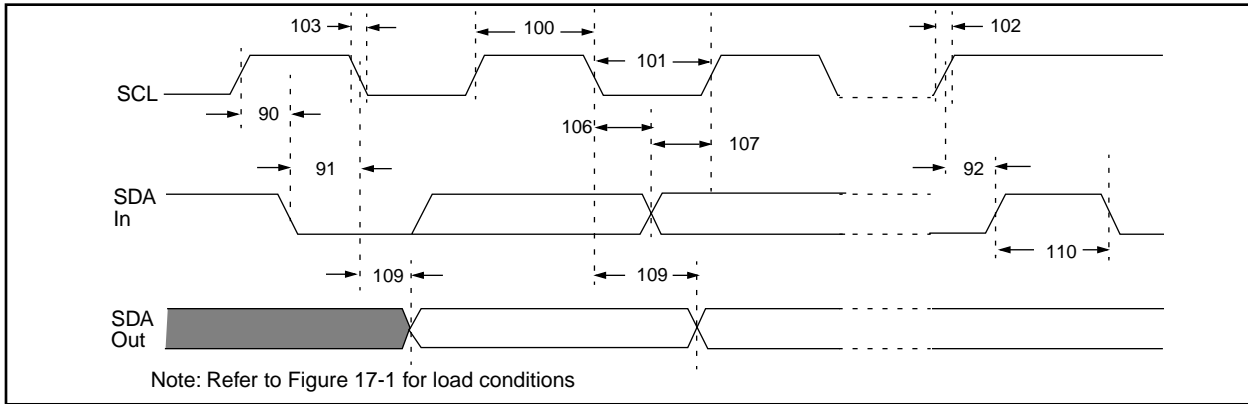 103
100
102
101
SCL
90
106
107
91
92
SDA
In
110
109
109
SDA
Out
Note: Refer to Figure 17-1 for load conditions